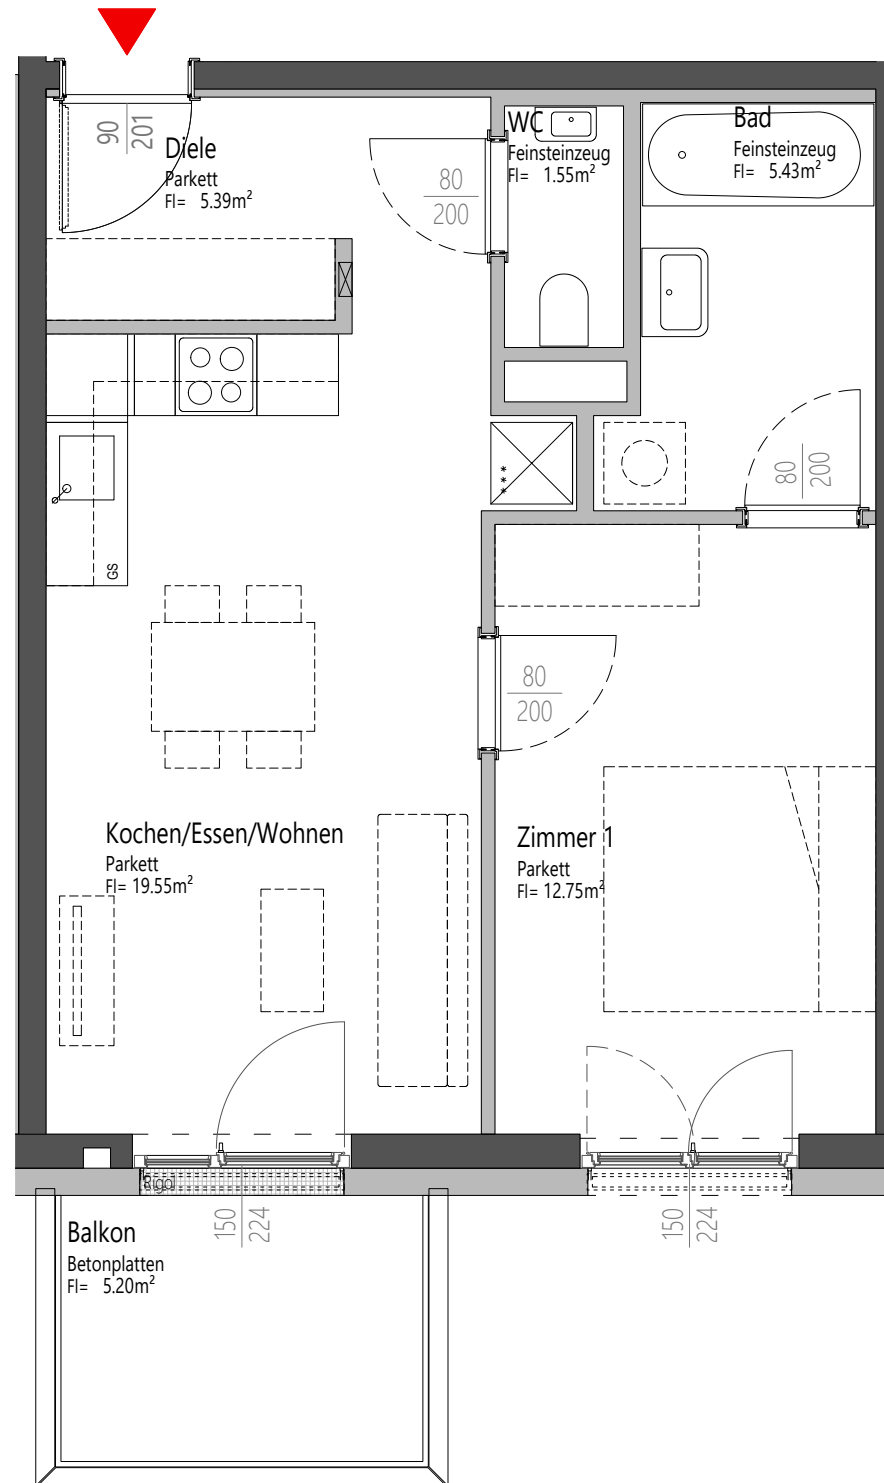 90
201
Diele
Parkett
Fl= 5.39m²
80
200
WC
Feinsteinzeug
Fl= 1.55m²
Bad
Feinsteinzeug
Fl= 5.43m²
80
200
***
GS
80
200
Kochen/Essen/Wohnen
Parkett
Fl= 19.55m²
Zimmer 1
Parkett
Fl= 12.75m²
Rigol
150
224
150
224
Balkon
Betonplatten
Fl= 5.20m²